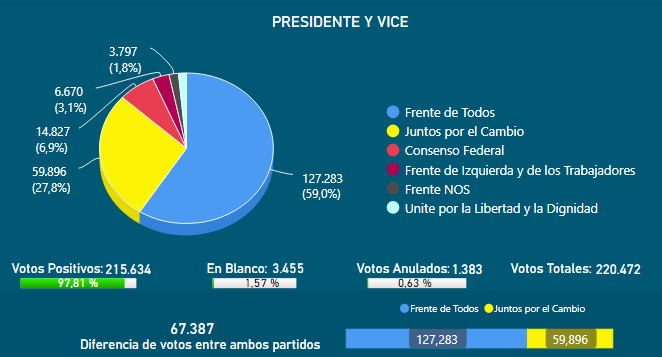 PRESIDENTE Y VICE
3.797
(1,8%)
6.670
(3,1%)
14.827
(6,9%)
59.896
(27,8%)
127.283
(59,0%)
Frente de Todos
Juntos por el Cambio
Consenso Federal
Frente de Izquierda y de los Trabajadores
Frente NOS
Unite por la Libertad y la Dignidad
Votos Positivos: 215.634
97,81 %
En Blanco: 3.455
1.57 %
Votos Anulados: 1.383
0.63 %
Votos Totales: 220.472
Frente de Todos Juntos por el Cambio
67.387
Diferencia de votos entre ambos partidos
127,283 59,896